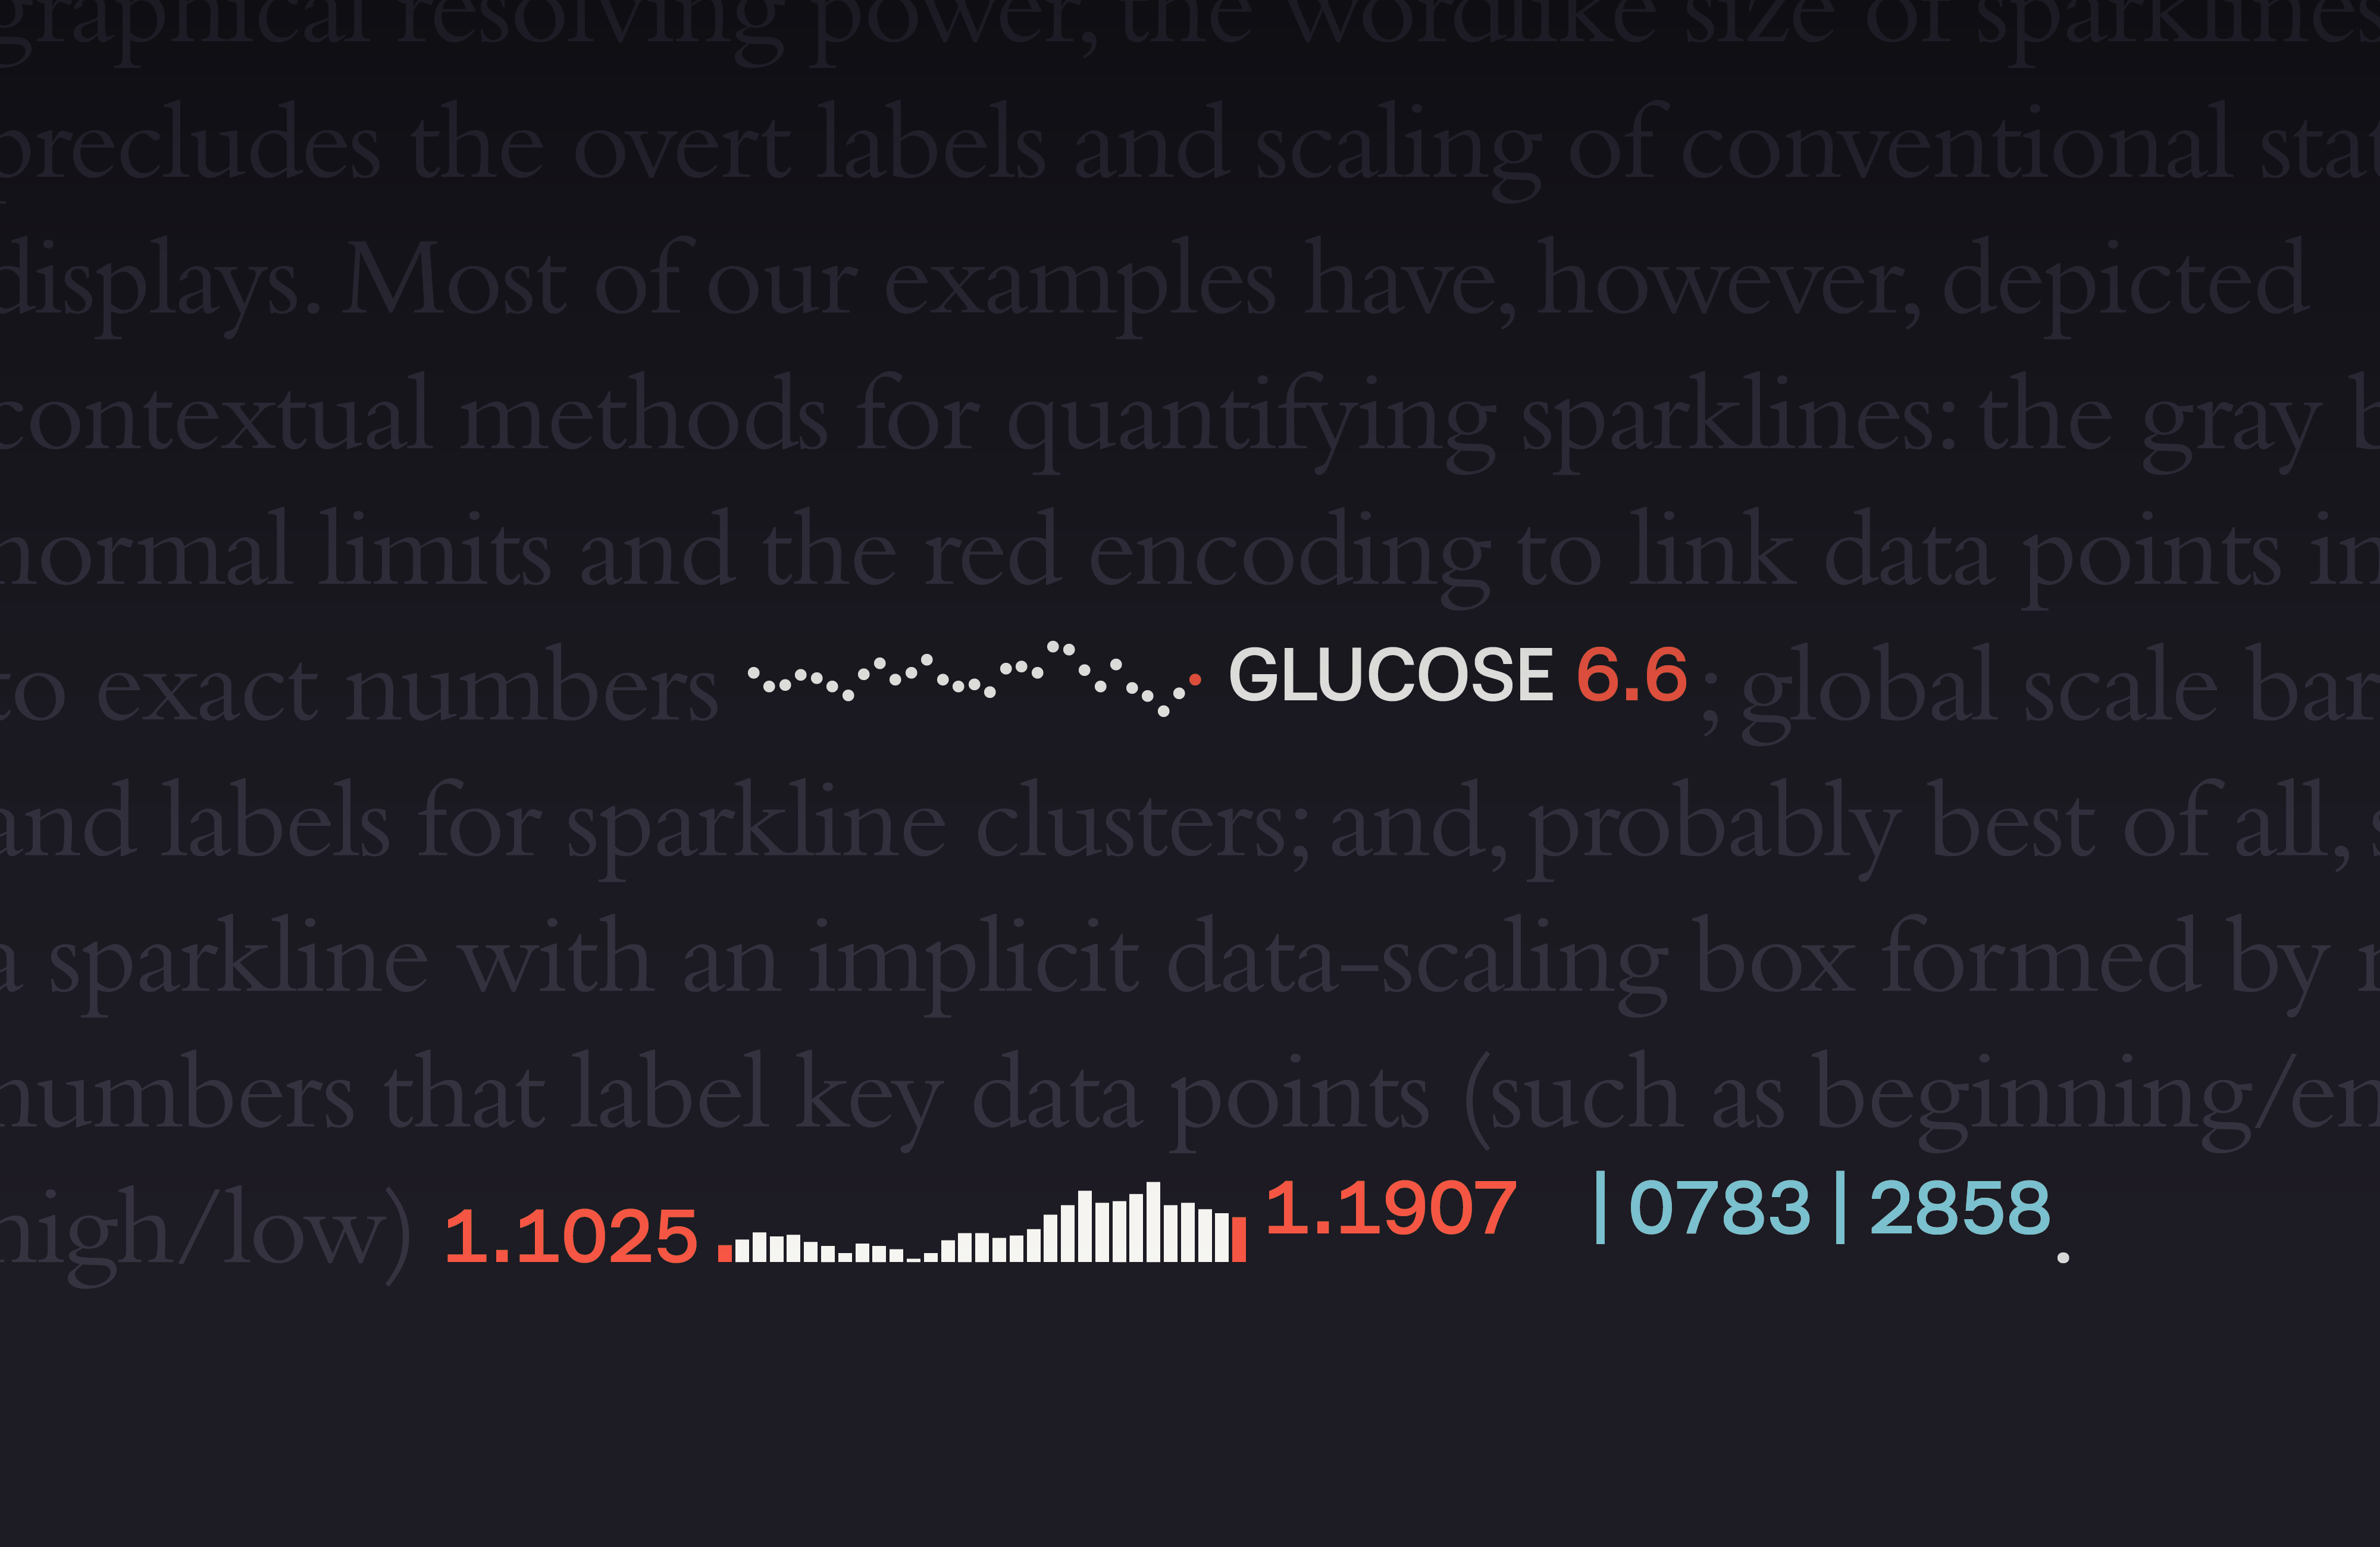 graphical resolving power, the wordlike size of sparklines
precludes the overt labels and scaling of conventional
displays. Most of our examples have, however, depicted
contextual methods for quantifying sparklines: the gray
normal limits and the red encoding to link data points in
to exact numbers GLUCOSE 6.6 ; global scale bar
and labels for sparkline clusters; and, probably best of all,
a sparkline with an implicit data–scaling box formed by
numbers that label key data points (such as beginning/
high/low) 1.1025 1.1907 | 0783 | 2858.